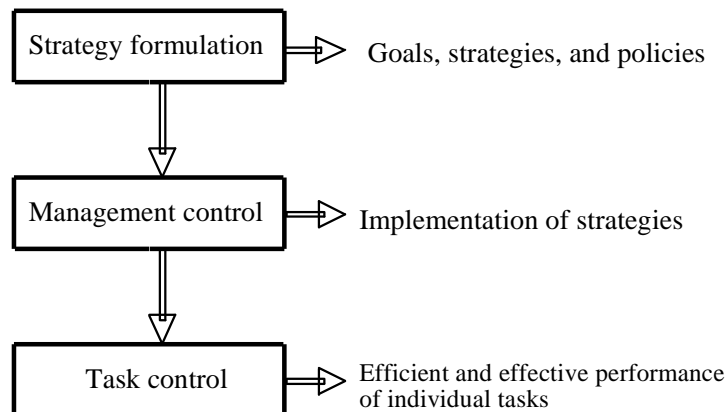 Strategy formulation
Goals, strategies, and policies
Management control
Implementation of strategies
Task control
Efficient and effective performance
of individual tasks